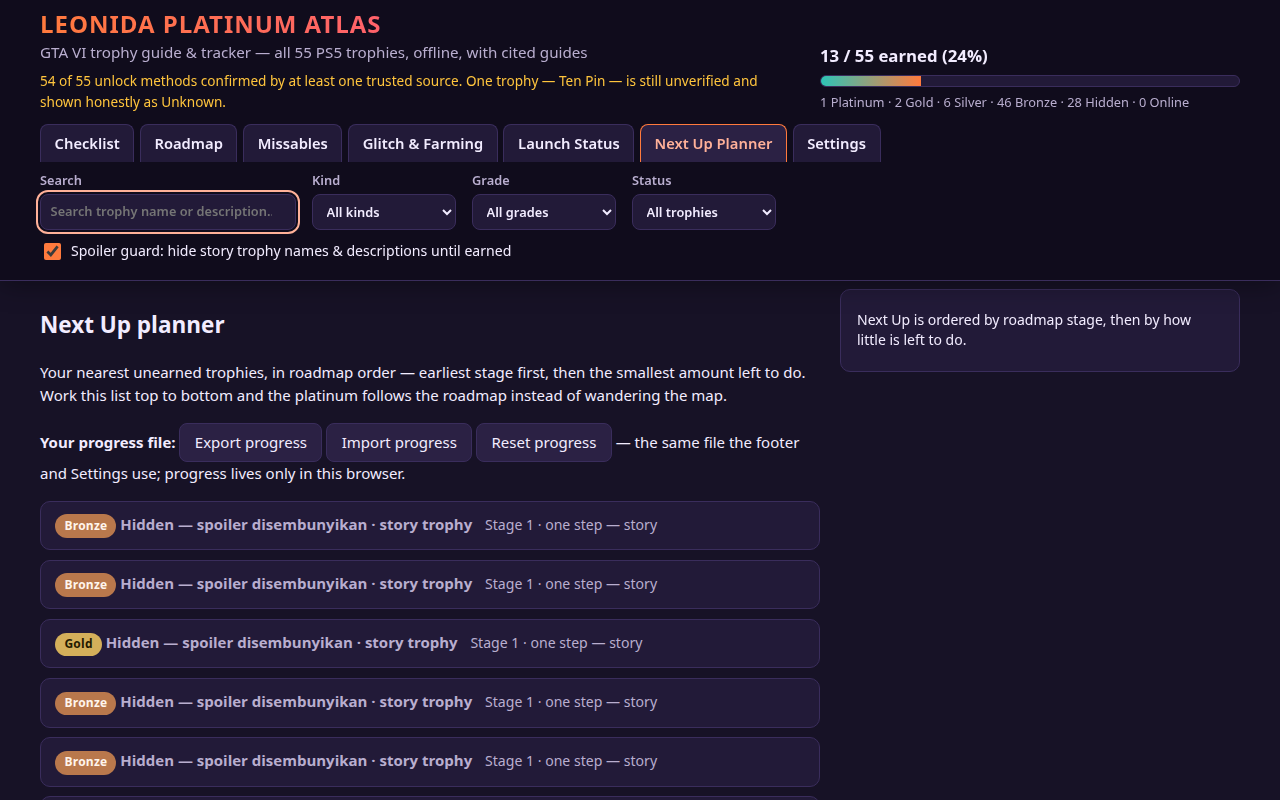 LEONIDA PLATINUM ATLAS
GTA VI trophy guide & tracker — all 55 PS5 trophies, offline, with cited guides
54 of 55 unlock methods confirmed by at least one trusted source. One trophy — Ten Pin — is still unverified and
shown honestly as Unknown.
13 / 55 earned (24%)
1 Platinum · 2 Gold · 6 Silver · 46 Bronze · 28 Hidden · 0 Online
Checklist
Roadmap
Missables
Glitch & Farming
Launch Status
Next Up Planner
Settings
Search
Kind
Grade
Status
Search trophy name or description..
All kinds
All grades
All trophies
Spoiler guard: hide story trophy names & descriptions until earned
Next Up planner
Your nearest unearned trophies, in roadmap order — earliest stage first, then the smallest amount left to do.
Work this list top to bottom and the platinum follows the roadmap instead of wandering the map.
Your progress file: Export progress Import progress Reset progress — the same file the footer
and Settings use; progress lives only in this browser.
Bronze Hidden — spoiler disembunyikan · story trophy Stage 1 · one step — story
Bronze Hidden — spoiler disembunyikan · story trophy Stage 1 · one step — story
Gold Hidden — spoiler disembunyikan · story trophy Stage 1 · one step — story
Bronze Hidden — spoiler disembunyikan · story trophy Stage 1 · one step — story
Bronze Hidden — spoiler disembunyikan · story trophy Stage 1 · one step — story
Next Up is ordered by roadmap stage, then by how
little is left to do.